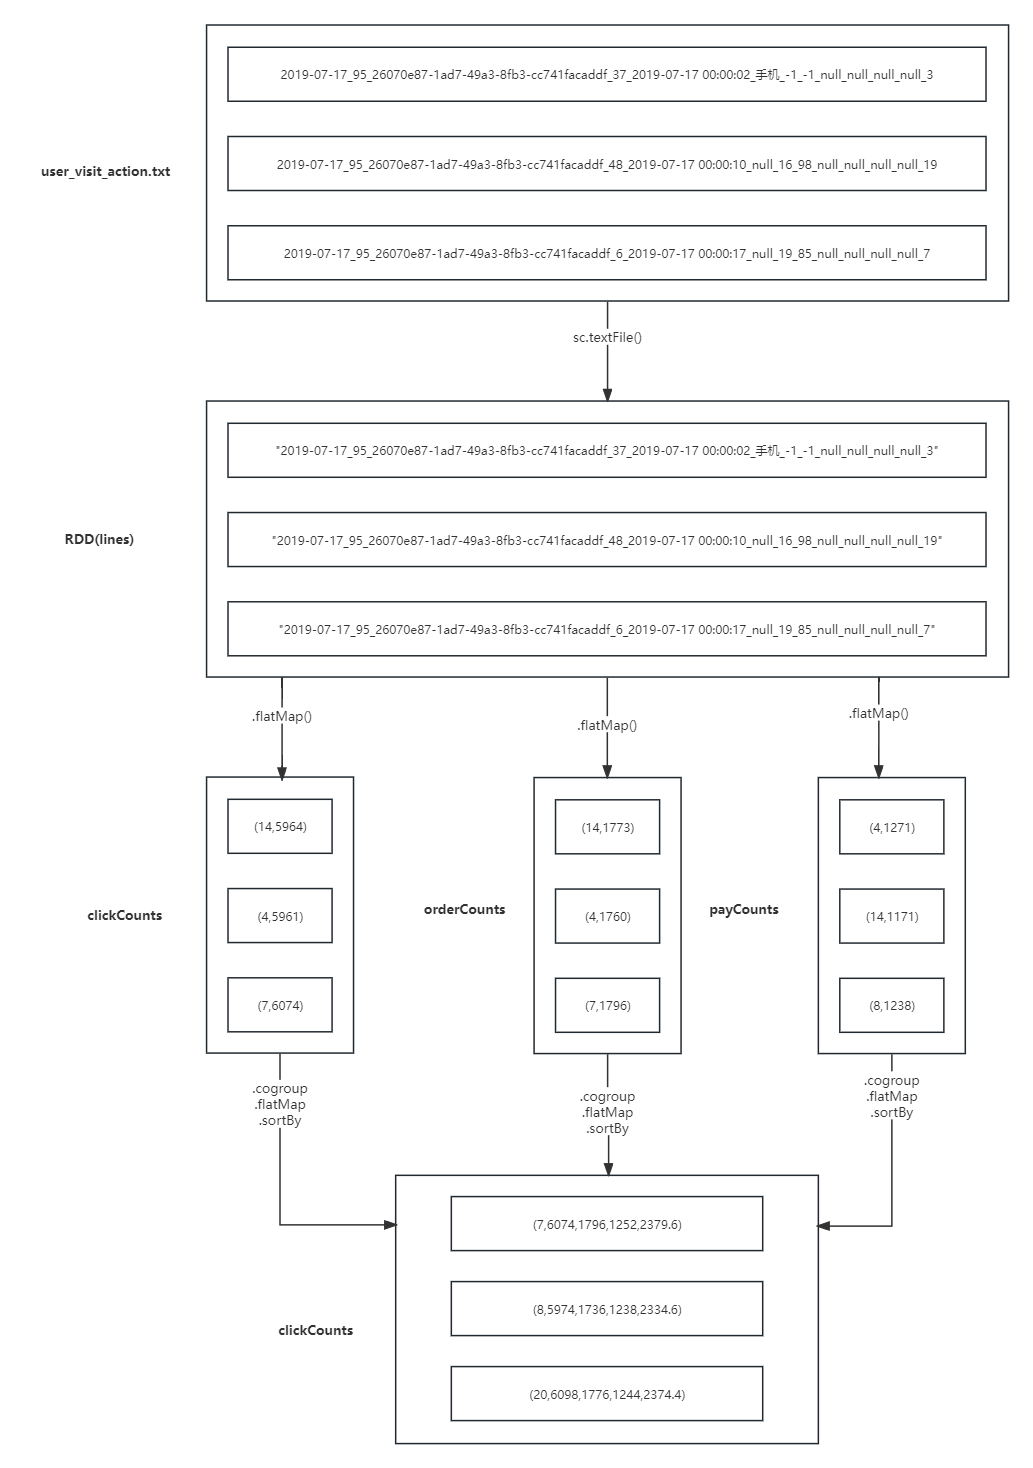 2019-07-17_95_26070e87-1ad7-49a3-8fb3-cc741facaddf_37_2019-07-17 00:00:02_手机_-1_-1_null_null_null_null_3
user_visit_action.txt
2019-07-17_95_26070e87-1ad7-49a3-8fb3-cc741facaddf_48_2019-07-17 00:00:10_null_16_98_null_null_null_null_19
2019-07-17_95_26070e87-1ad7-49a3-8fb3-cc741facaddf_6_2019-07-17 00:00:17_null_19_85_null_null_null_null_7
sc.textFile()
"2019-07-17_95_26070e87-1ad7-49a3-8fb3-cc741facaddf_37_2019-07-17 00:00:02_手机_-1_-1_null_null_null_null_3"
RDD(lines)
"2019-07-17_95_26070e87-1ad7-49a3-8fb3-cc741facaddf_48_2019-07-17 00:00:10_null_16_98_null_null_null_null_19"
"2019-07-17_95_26070e87-1ad7-49a3-8fb3-cc741facaddf_6_2019-07-17 00:00:17_null_19_85_null_null_null_null_7"
.flatMap()
.flatMap()
.flatMap()
clickCounts
(14,5964)
(4,5961)
(7,6074)
orderCounts
(14,1773)
(4,1760)
(7,1796)
payCounts
(4,1271)
(14,1171)
(8,1238)
.cogroup
.flatMap
.sortBy
.cogroup
.flatMap
.sortBy
.cogroup
.flatMap
.sortBy
clickCounts
(7,6074,1796,1252,2379.6)
(8,5974,1736,1238,2334.6)
(20,6098,1776,1244,2374.4)